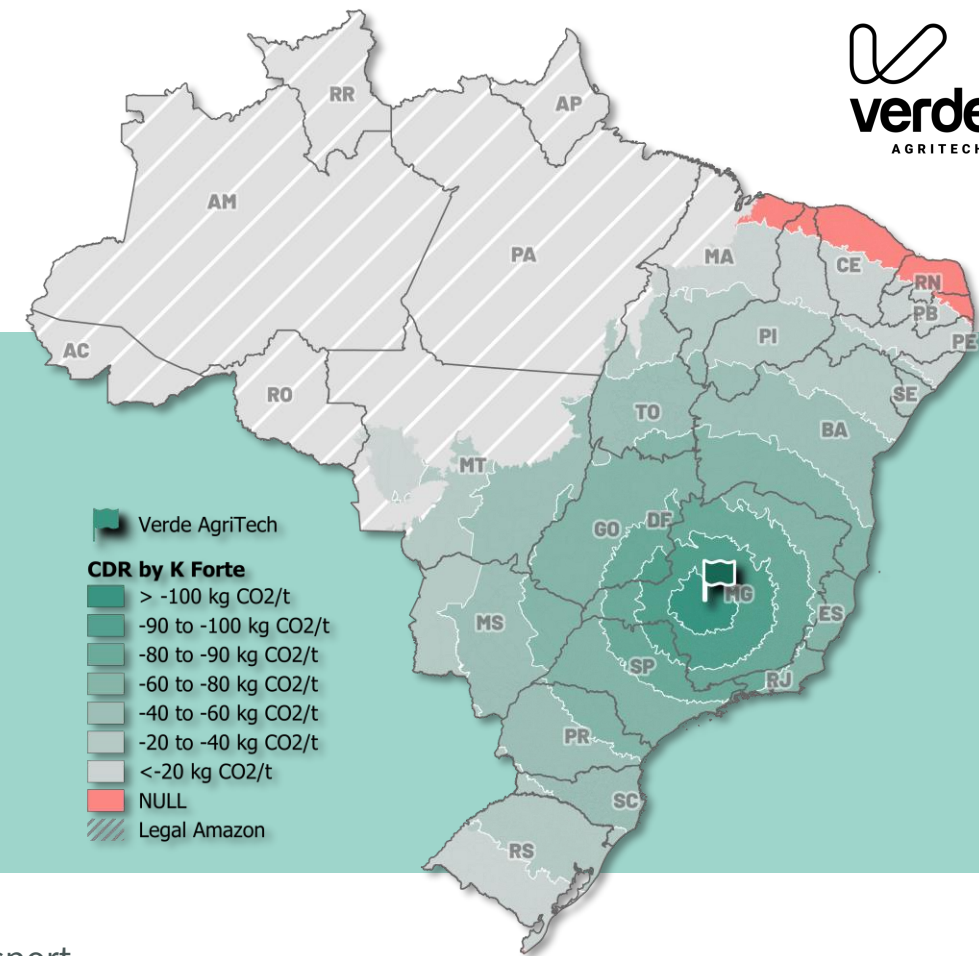 verde
AGRITECH
RR
AP
AM
PA
MA
CE
RN
PB
PE
PI
AC
RO
TO
SE
BA
MT
GO
DF
MG
ES
MS
SP
RJ
PR
SC
RS
Verde AgriTech
CDR by K Forte
> -100 kg CO2/t
-90 to -100 kg CO2/t
-80 to -90 kg CO2/t
-60 to -80 kg CO2/t
-40 to -60 kg CO2/t
-20 to -40 kg CO2/t
<-20 kg CO2/t
NULL
Legal Amazon